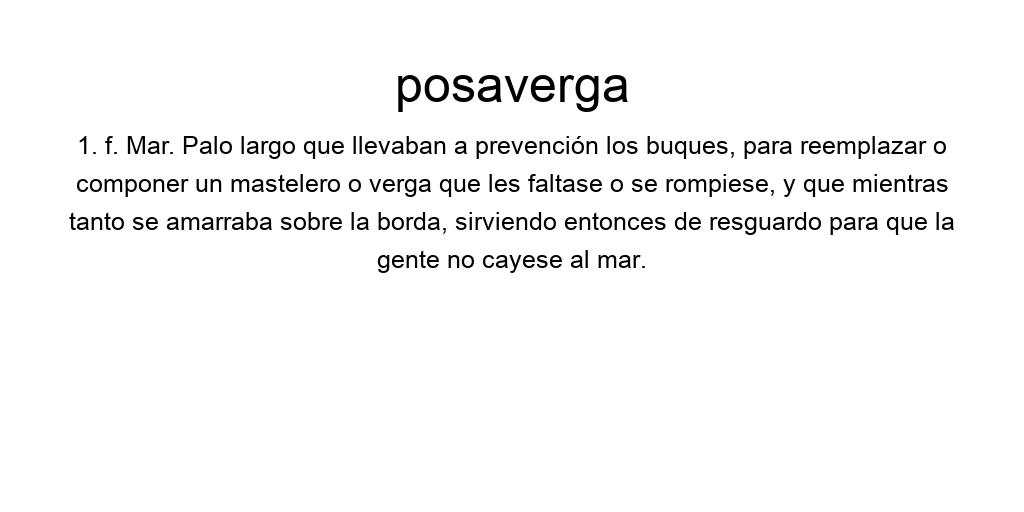 posaverga
1. f. Mar. Palo largo que llevaban a prevención los buques, para reemplazar o
componer un mastelero o verga que les faltase o se rompiese, y que mientras
tanto se amarraba sobre la borda, sirviendo entonces de resguardo para que la
gente no cayese al mar.